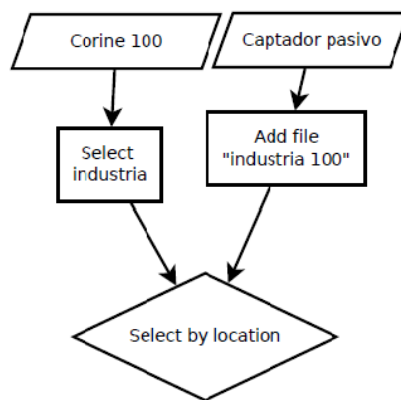 Corine 100
Captador pasivo
Select
industria
Add file
"industria 100"
Select by location